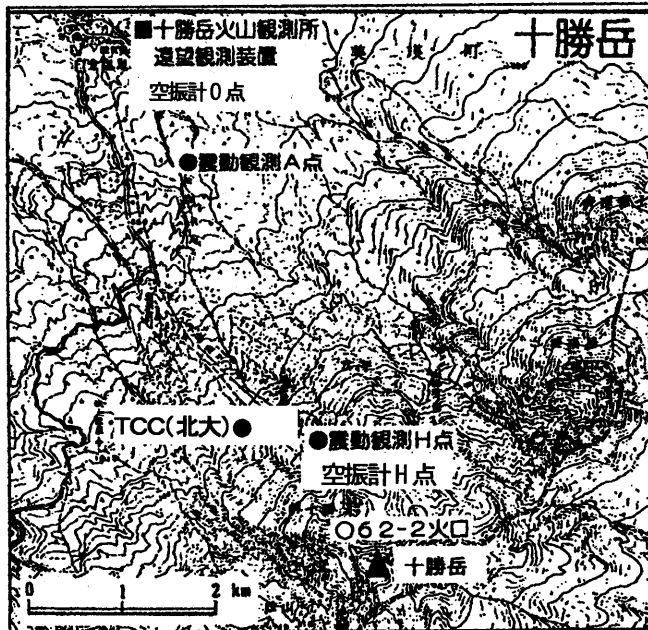 十勝岳
■十勝岳火山観測所
遠望観測装置
空振計O点
●震動観測A点
TCC(北大)●
●震動観測H点
空振計H点
○62-2火口
▲ 十勝岳
0 1 2 km